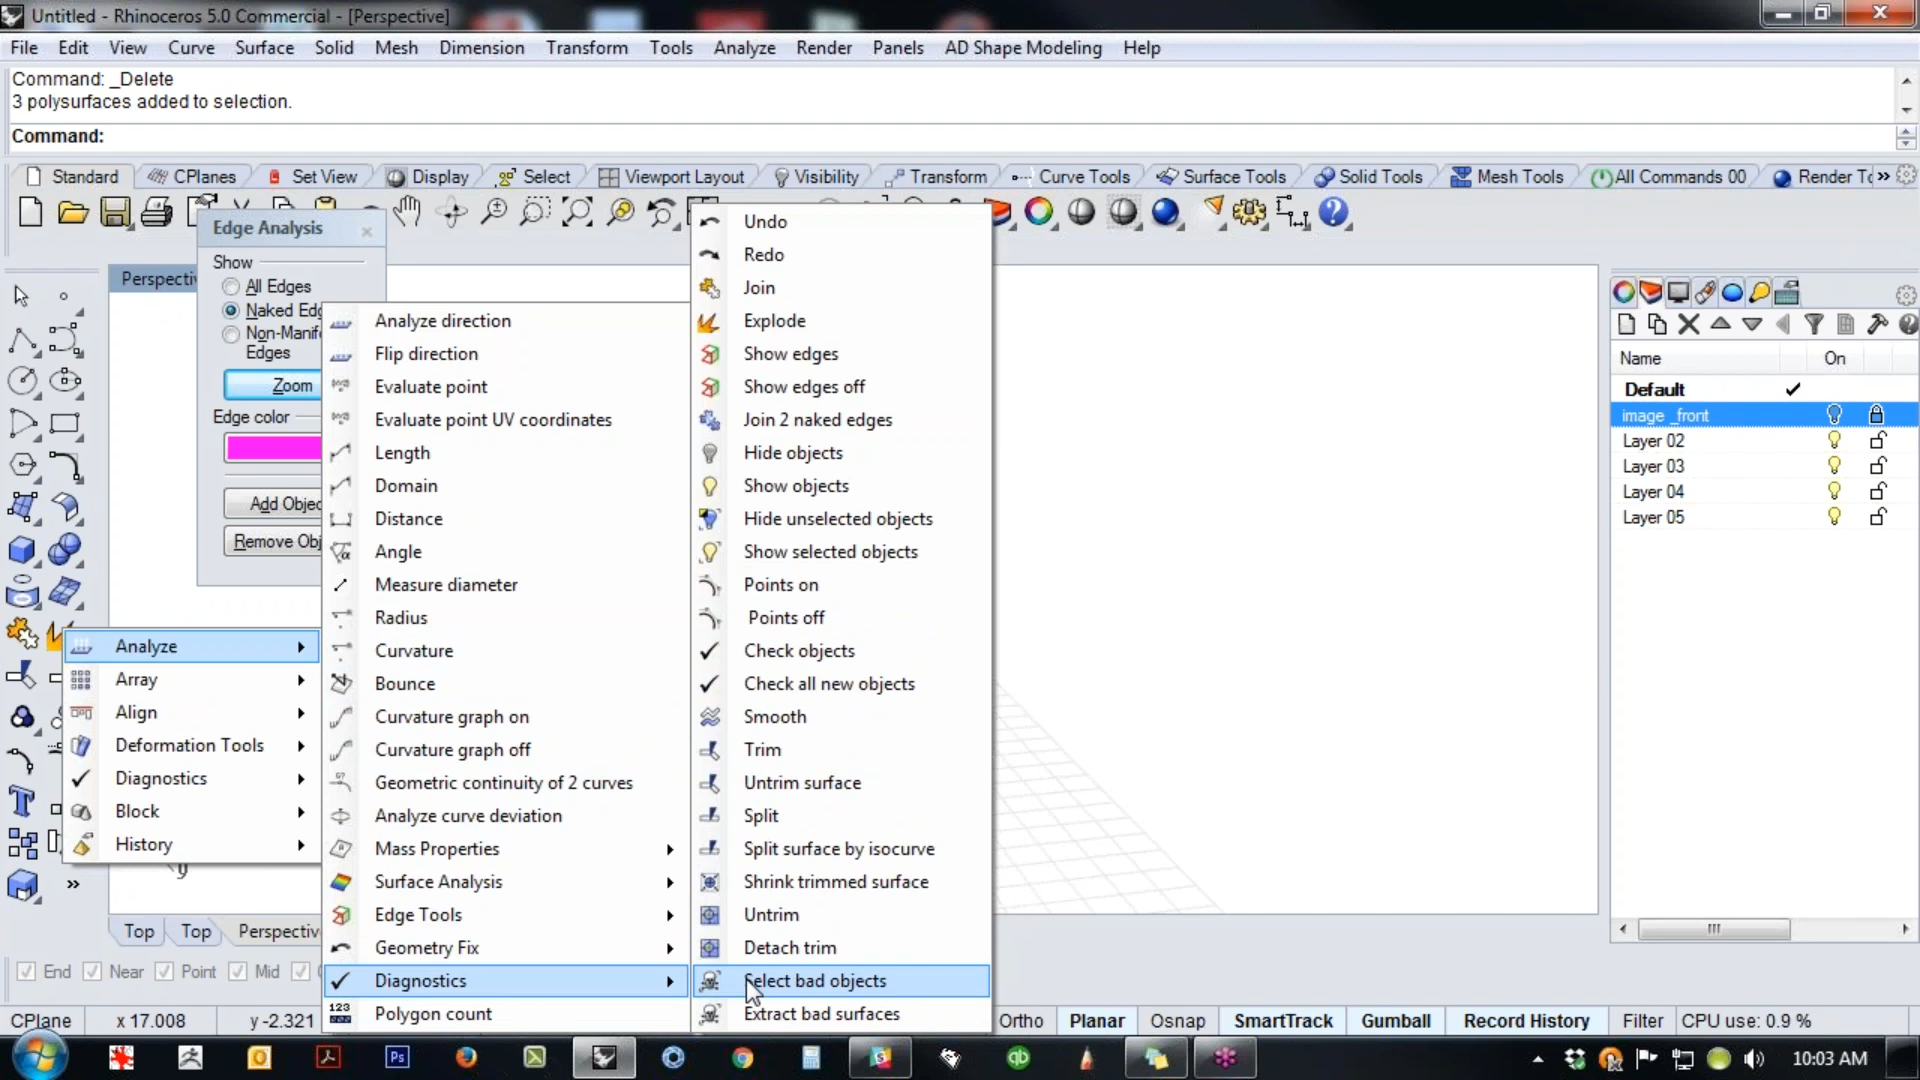 Untitled - Rhinoceros 5.0 Commercial - [Perspective]
File Edit View Curve Surface Solid Mesh Dimension Transform Tools Analyze Render Panels AD Shape Modeling Help
Command: _Delete
3 polysurfaces added to selection.
Command:
Standard CPlanes Set View Display Select Viewport Layout Visibility Transform Curve Tools Surface Tools Solid Tools Mesh Tools All Commands 00 Render To »
Edge Analysis
Show
All Edges
Naked Edg
Non-Manif
Edges
Zoom
Edge color
Add Objec
Remove Obj
Perspectiv
Analyze
Array
Align
Deformation Tools
Diagnostics
Block
History
Analyze direction
Flip direction
Evaluate point
Evaluate point UV coordinates
Length
Domain
Distance
Angle
Measure diameter
Radius
Curvature
Bounce
Curvature graph on
Curvature graph off
Geometric continuity of 2 curves
Analyze curve deviation
Mass Properties
Surface Analysis
Edge Tools
Geometry Fix
Diagnostics
123 Polygon count
Undo
Redo
Join
Explode
Show edges
Show edges off
Join 2 naked edges
Hide objects
Show objects
Hide unselected objects
Show selected objects
Points on
Points off
Check objects
Check all new objects
Smooth
Trim
Untrim surface
Split
Split surface by isocurve
Shrink trimmed surface
Untrim
Detach trim
Select bad objects
Extract bad surfaces
Name On
Default
image _front
Layer 02
Layer 03
Layer 04
Layer 05
y
Top Top Perspectiv
End Near Point Mid
CPlane x 17.008 y -2.321 Ortho Planar Osnap SmartTrack Gumball Record History Filter CPU use: 0.9 %
Ps qb 10:03 AM